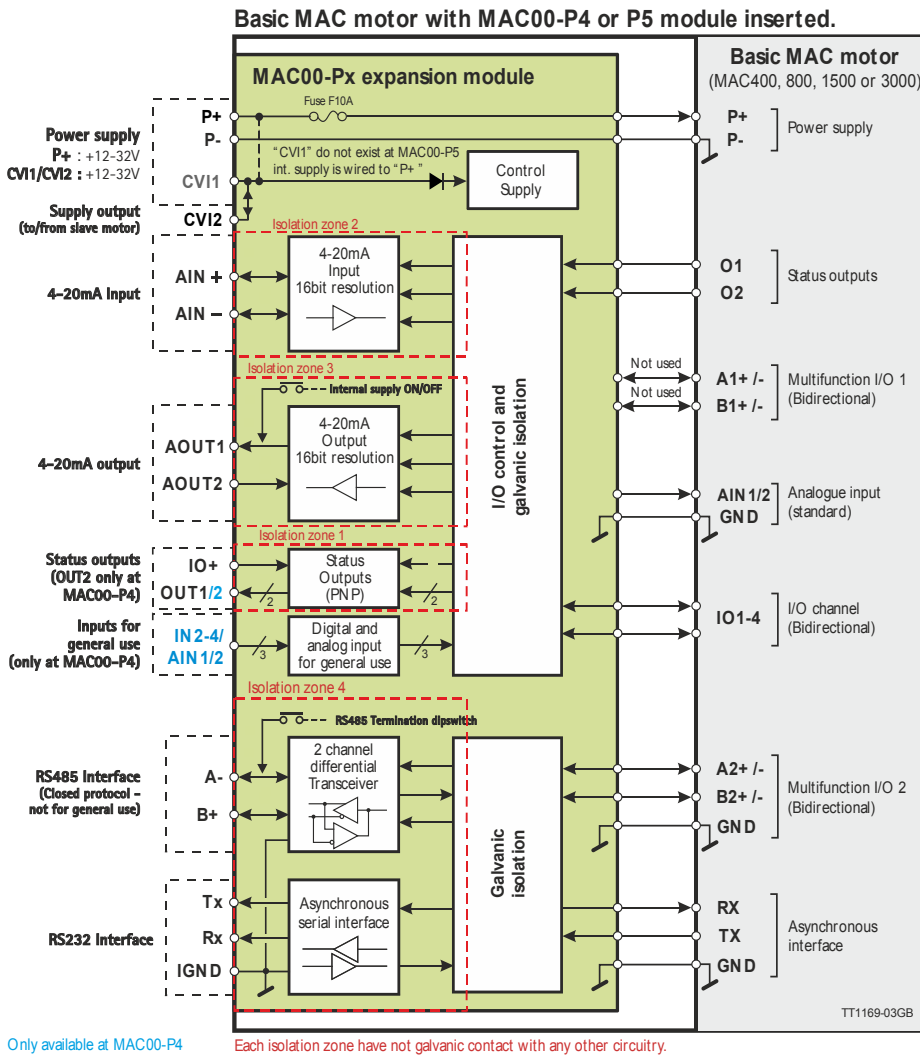 Basic MAC motor with MAC00-P4 or P5 module inserted.
Basic MAC motor
(MAC400, 800, 1500 or 3000)
MAC00-Px expansion module
Fuse F10A
P+
P-
Power supply
P+ : +12-32V
CVI1/CVI2 : +12-32V
CVI1
"CVI1" do not exist at MAC00-P5
int. supply is wired to "P+"
Control
Supply
P+
P-
Power supply
Supply output
(to/from slave motor)
CVI2
Isolation zone 2
4-20mA Input
AIN +
AIN –
4-20mA
Input
16bit resolution
O1
O2
Status outputs
Isolation zone 3
Internal supply ON/OFF
Not used
Not used
A1+ /-
B1+ /-
Multifunction I/O 1
(Bidirectional)
4–20mA output
AOUT1
AOUT2
4-20mA
Output
16bit resolution
I/O control and
galvanic isolation
AIN1/2
GND
Analogue input
(standard)
Isolation zone 1
Status outputs
(OUT2 only at
MAC00-P4)
IO+
OUT1/2
2
Status
Outputs
(PNP)
2
Inputs for
general use
(only at MAC00-P4)
IN2-4/
AIN1/2
3
Digital and
analog input
for general use
3
IO1-4
I/O channel
(Bidirectional)
Isolation zone 4
RS485 Termination dipswitch
RS485 Interface
(Closed protocol –
not for general use)
A-
B+
2 channel
differential
Transceiver
Galvanic
isolation
A2+ /-
B2+ /-
GND
Multifunction I/O 2
(Bidirectional)
RS232 Interface
Tx
Rx
IGND
Asynchronous
serial interface
RX
TX
GND
Asynchronous
interface
TT1169-03GB
Only available at MAC00-P4
Each isolation zone have not galvanic contact with any other circuitry.